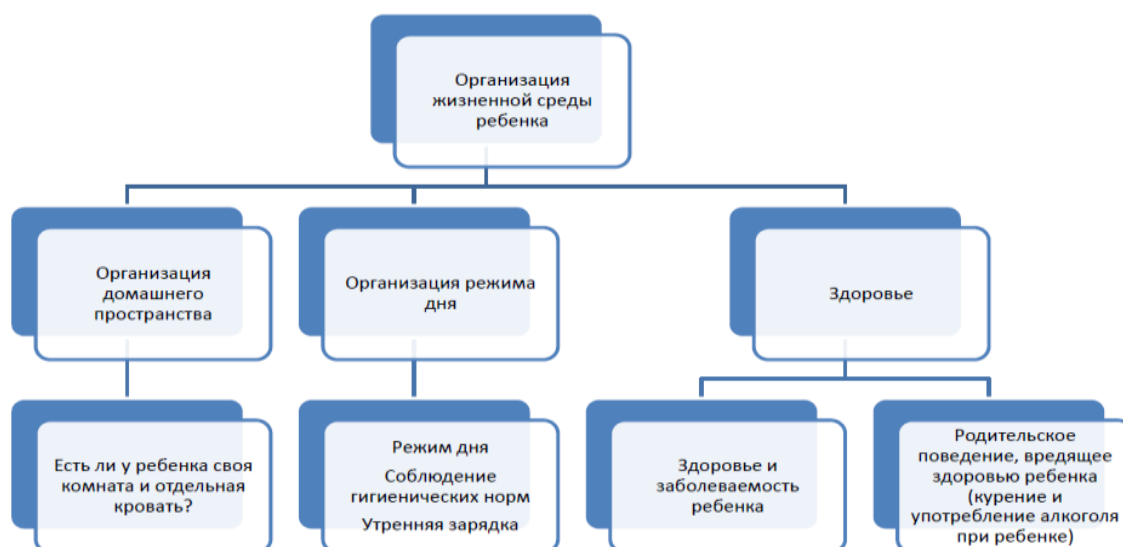 Организация
жизненной среды
ребенка
Организация
домашнего
пространства
Организация режима
дня
Здоровье
Есть ли у ребенка своя
комната и отдельная
кровать?
Режим дня
Соблюдение
гигиенических норм
Утренняя зарядка
Здоровье и
заболеваемость
ребенка
Родительское
поведение, вредящее
здоровью ребенка
(курение и
употребление алкоголя
при ребенке)